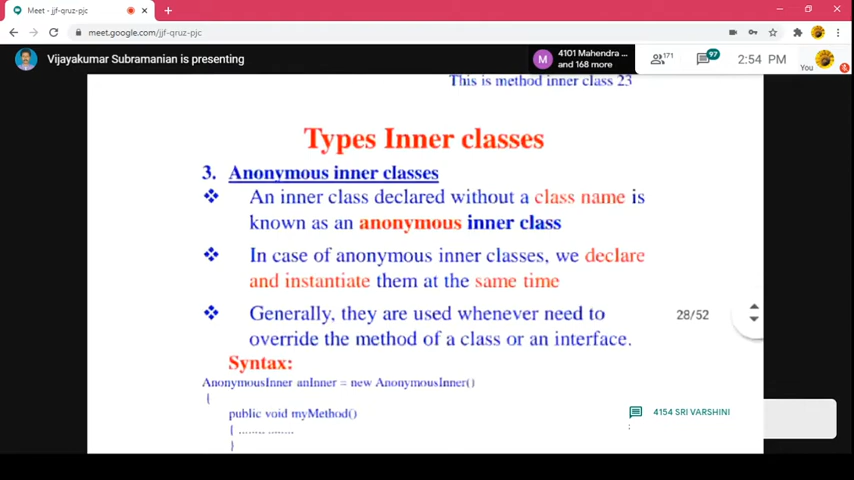 Meet - jjf-qruz-pjc
meet.google.com/jjf-qruz-pjc
Vijayakumar Subramanian is presenting
M
4101 Mahendra ...
and 168 more
171
97
2:54 PM
You
This is method inner class 23
Types Inner classes
3. Anonymous inner classes
An inner class declared without a class name is
known as an anonymous inner class
In case of anonymous inner classes, we declare
and instantiate them at the same time
Generally, they are used whenever need to
override the method of a class or an interface.
28/52
Syntax:
AnonymousInner anInner = new AnonymousInner()
{
public void myMethod()
{ ........ ........
}
4154 SRI VARSHINI
: